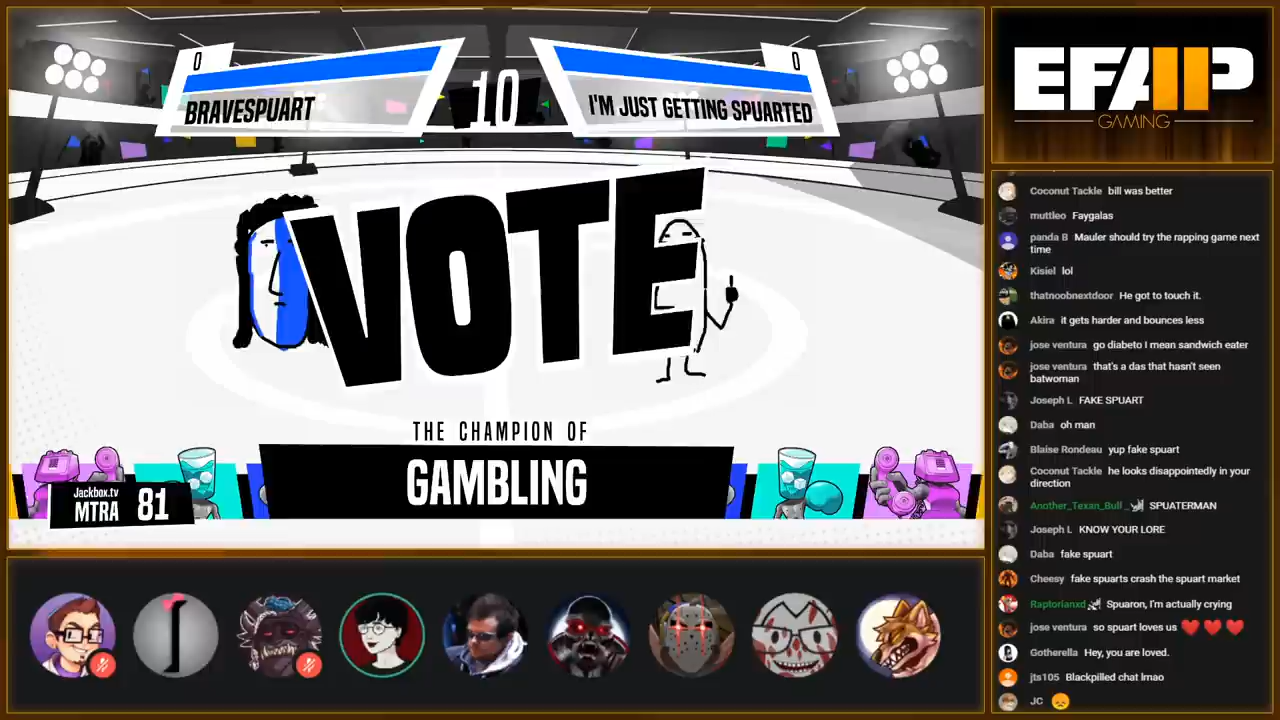 0
BRAVESPUART
10
0
I'M JUST GETTING SPUARTED
VOTE
THE CHAMPION OF
GAMBLING
Jackbox.tv
MTRA
81
EFAP
GAMING
Coconut Tackle bill was better
muttleo Faygalas
panda B Mauler should try the rapping game next
time
Kisiel lol
thatnoobnextdoor He got to touch it.
Akira it gets harder and bounces less
jose ventura go diabeto I mean sandwich eater
jose ventura that's a das that hasn't seen
batwoman
Joseph L FAKE SPUART
Daba oh man
Blaise Rondeau yup fake spuart
Coconut Tackle he looks disappointedly in your
direction
Another_Texan_Bull_ SPUATERMAN
Joseph L KNOW YOUR LORE
Daba fake spuart
Cheesy fake spuarts crash the spuart market
Raptorianxd Spuaron, I'm actually crying
jose ventura so spuart loves us ❤️❤️❤️
Gotherella Hey, you are loved.
jts105 Blackpilled chat lmao
JC 😞